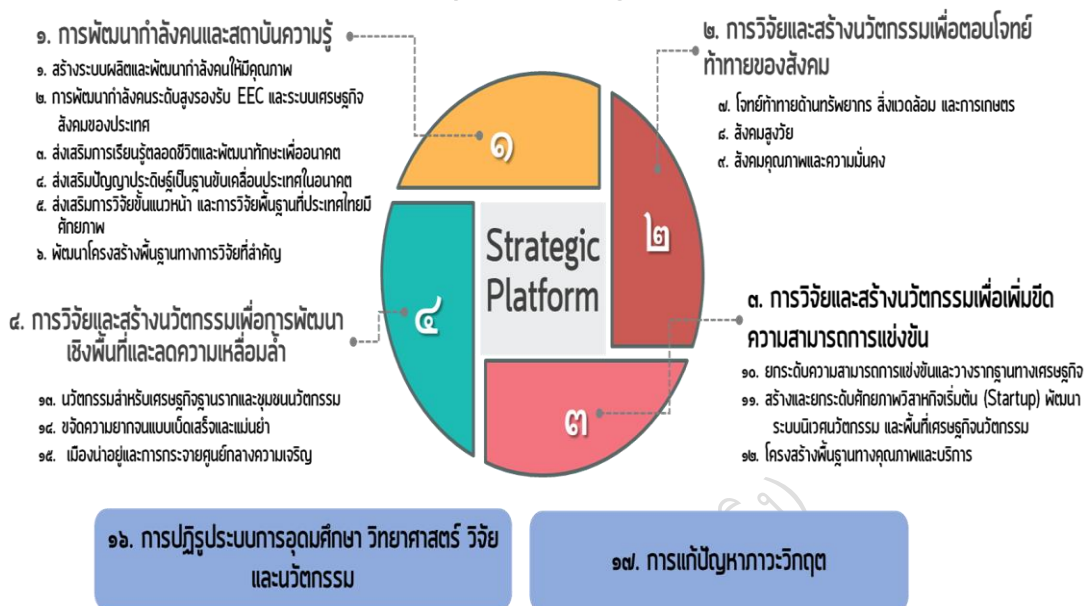 ๑. การพัฒนากำลังคนและสถาบันความรู้
๑. สร้างระบบผลิตและพัฒนากำลังคนให้มีคุณภาพ
๒. การพัฒนากำลังคนระดับสูงรองรับ EEC และระบบเศรษฐกิจ
สังคมของประเทศ
๓. ส่งเสริมการเรียนรู้ตลอดชีวิตและพัฒนาทักษะเพื่ออนาคต
๔. ส่งเสริมปัญญาประดิษฐ์เป็นฐานขับเคลื่อนประเทศในอนาคต
๕. ส่งเสริมการวิจัยขั้นแนวหน้า และการวิจัยพื้นฐานที่ประเทศไทยมี
ศักยภาพ
๖. พัฒนาโครงสร้างพื้นฐานทางการวิจัยที่สำคัญ
๒. การวิจัยและสร้างนวัตกรรมเพื่อตอบโจทย์
ท้าทายของสังคม
๗. โจทย์ท้าทายด้านทรัพยากร สิ่งแวดล้อม และการเกษตร
๘. สังคมสูงวัย
๙. สังคมคุณภาพและความมั่นคง
๑
๒
๓
๔
Strategic
Platform
๓. การวิจัยและสร้างนวัตกรรมเพื่อเพิ่มขีด
ความสามารถการแข่งขัน
๑๐. ยกระดับความสามารถการแข่งขันและวางรากฐานทางเศรษฐกิจ
๑๑. สร้างและยกระดับศักยภาพวิสาหกิจเริ่มต้น (Startup) พัฒนา
ระบบนิเวศนวัตกรรม และพื้นที่เศรษฐกิจนวัตกรรม
๑๒. โครงสร้างพื้นฐานทางคุณภาพและบริการ
๔. การวิจัยและสร้างนวัตกรรมเพื่อการพัฒนา
เชิงพื้นที่และลดความเหลื่อมล้ำ
๑๓. นวัตกรรมสำหรับเศรษฐกิจฐานรากและชุมชนนวัตกรรม
๑๔. ขจัดความยากจนแบบเบ็ดเสร็จและแม่นยำ
๑๕. เมืองน่าอยู่และการกระจายศูนย์กลางความเจริญ
๑๖. การปฏิรูประบบการอุดมศึกษา วิทยาศาสตร์ วิจัย
และนวัตกรรม
๑๗. การแก้ปัญหาภาวะวิกฤต